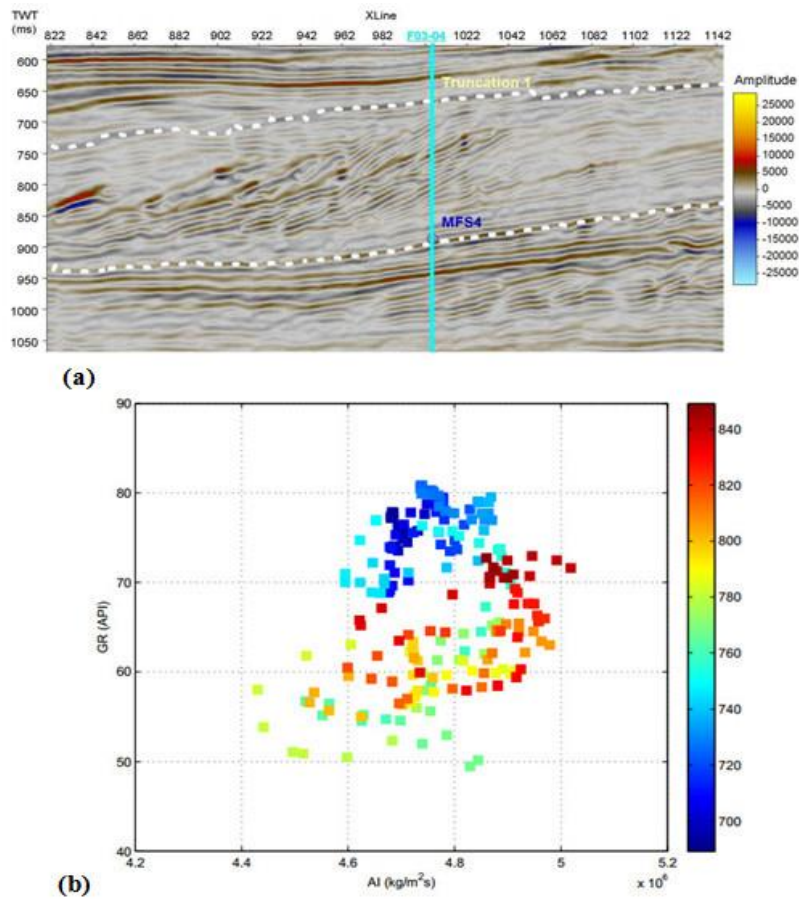 TWT
(ms)
XLine
822 842 862 882 902 922 942 962 982 F03-04 1022 1042 1062 1082 1102 1122 1142
600
650
700
750
800
850
900
950
1000
1050
Truncation 1
MFS4
Amplitude
25000
20000
15000
10000
5000
0
-5000
-10000
-15000
-20000
-25000
(a)
90
80
70
60
50
40
GR (API)
4.2 4.4 4.6 4.8 5 5.2
AI (kg/m²s)
x 10⁶
840
820
800
780
760
740
720
700
(b)